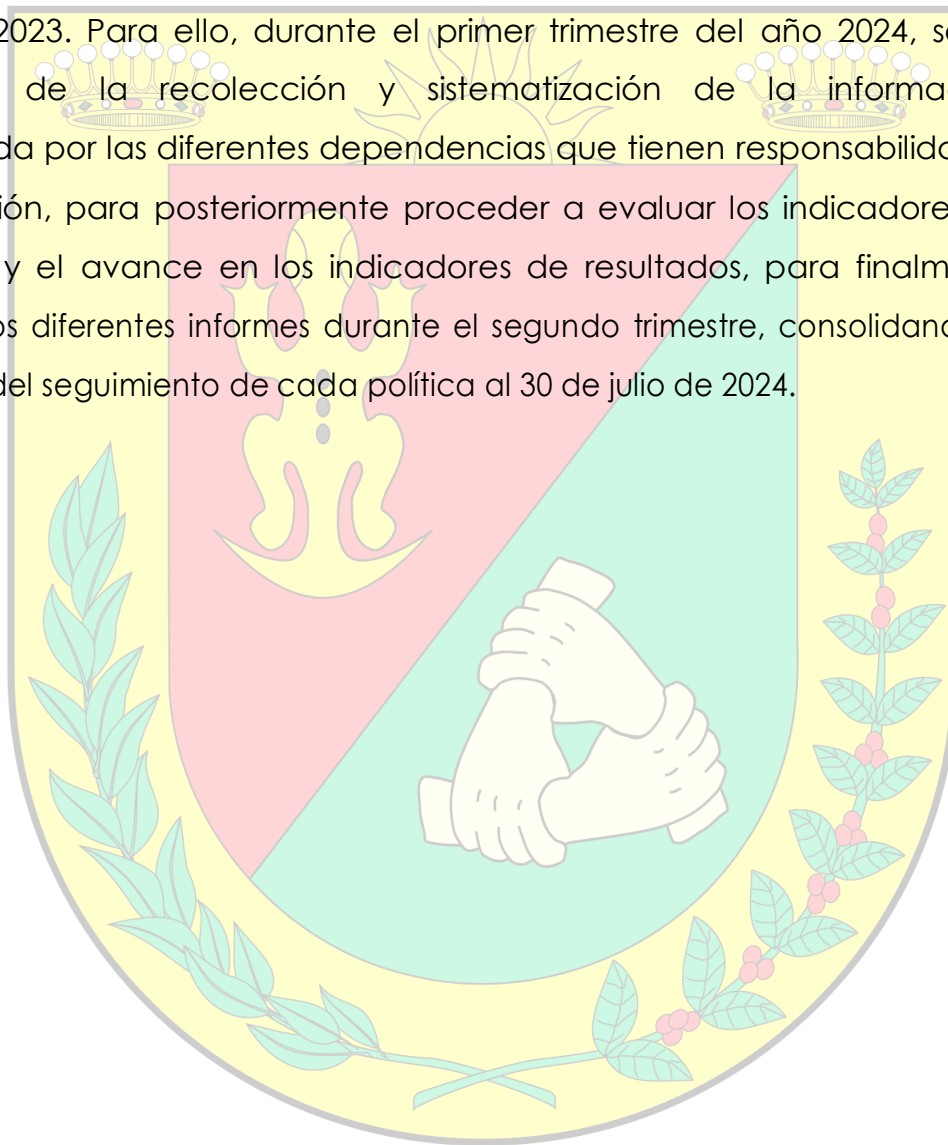 2023. Para ello, durante el primer trimestre del año 2024, s
de la recolección y sistematización de la informa
da por las diferentes dependencias que tienen responsabilida
ión, para posteriormente proceder a evaluar los indicadore
y el avance en los indicadores de resultados, para finalm
os diferentes informes durante el segundo trimestre, consolidan
del seguimiento de cada política al 30 de julio de 2024.